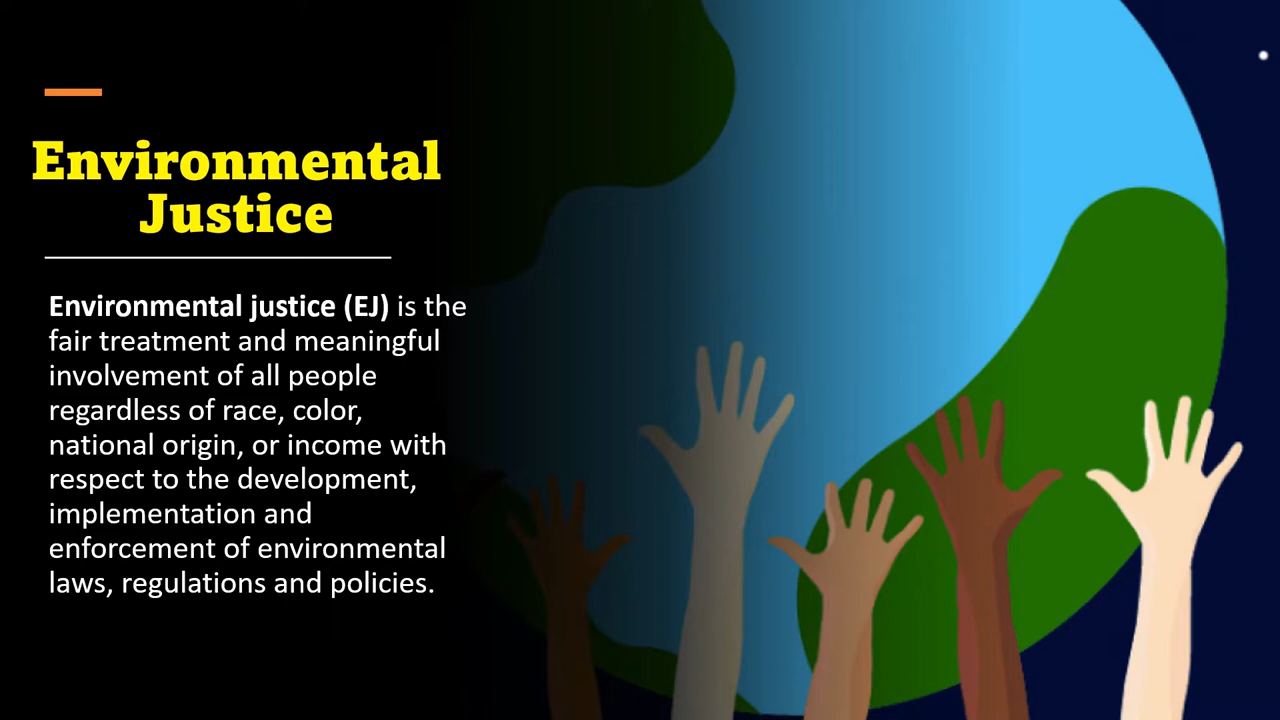 Environmental
Justice
Environmental justice (EJ) is the
fair treatment and meaningful
involvement of all people
regardless of race, color,
national origin, or income with
respect to the development,
implementation and
enforcement of environmental
laws, regulations and policies.